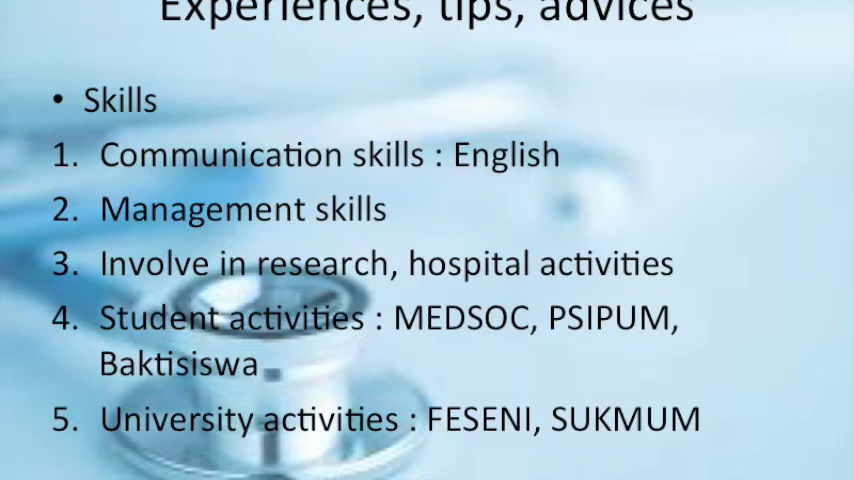 Experiences, tips, advices
• Skills
1. Communication skills : English
2. Management skills
3. Involve in research, hospital activities
4. Student activities : MEDSOC, PSIPUM,
Baktisiswa
5. University activities : FESENI, SUKMUM